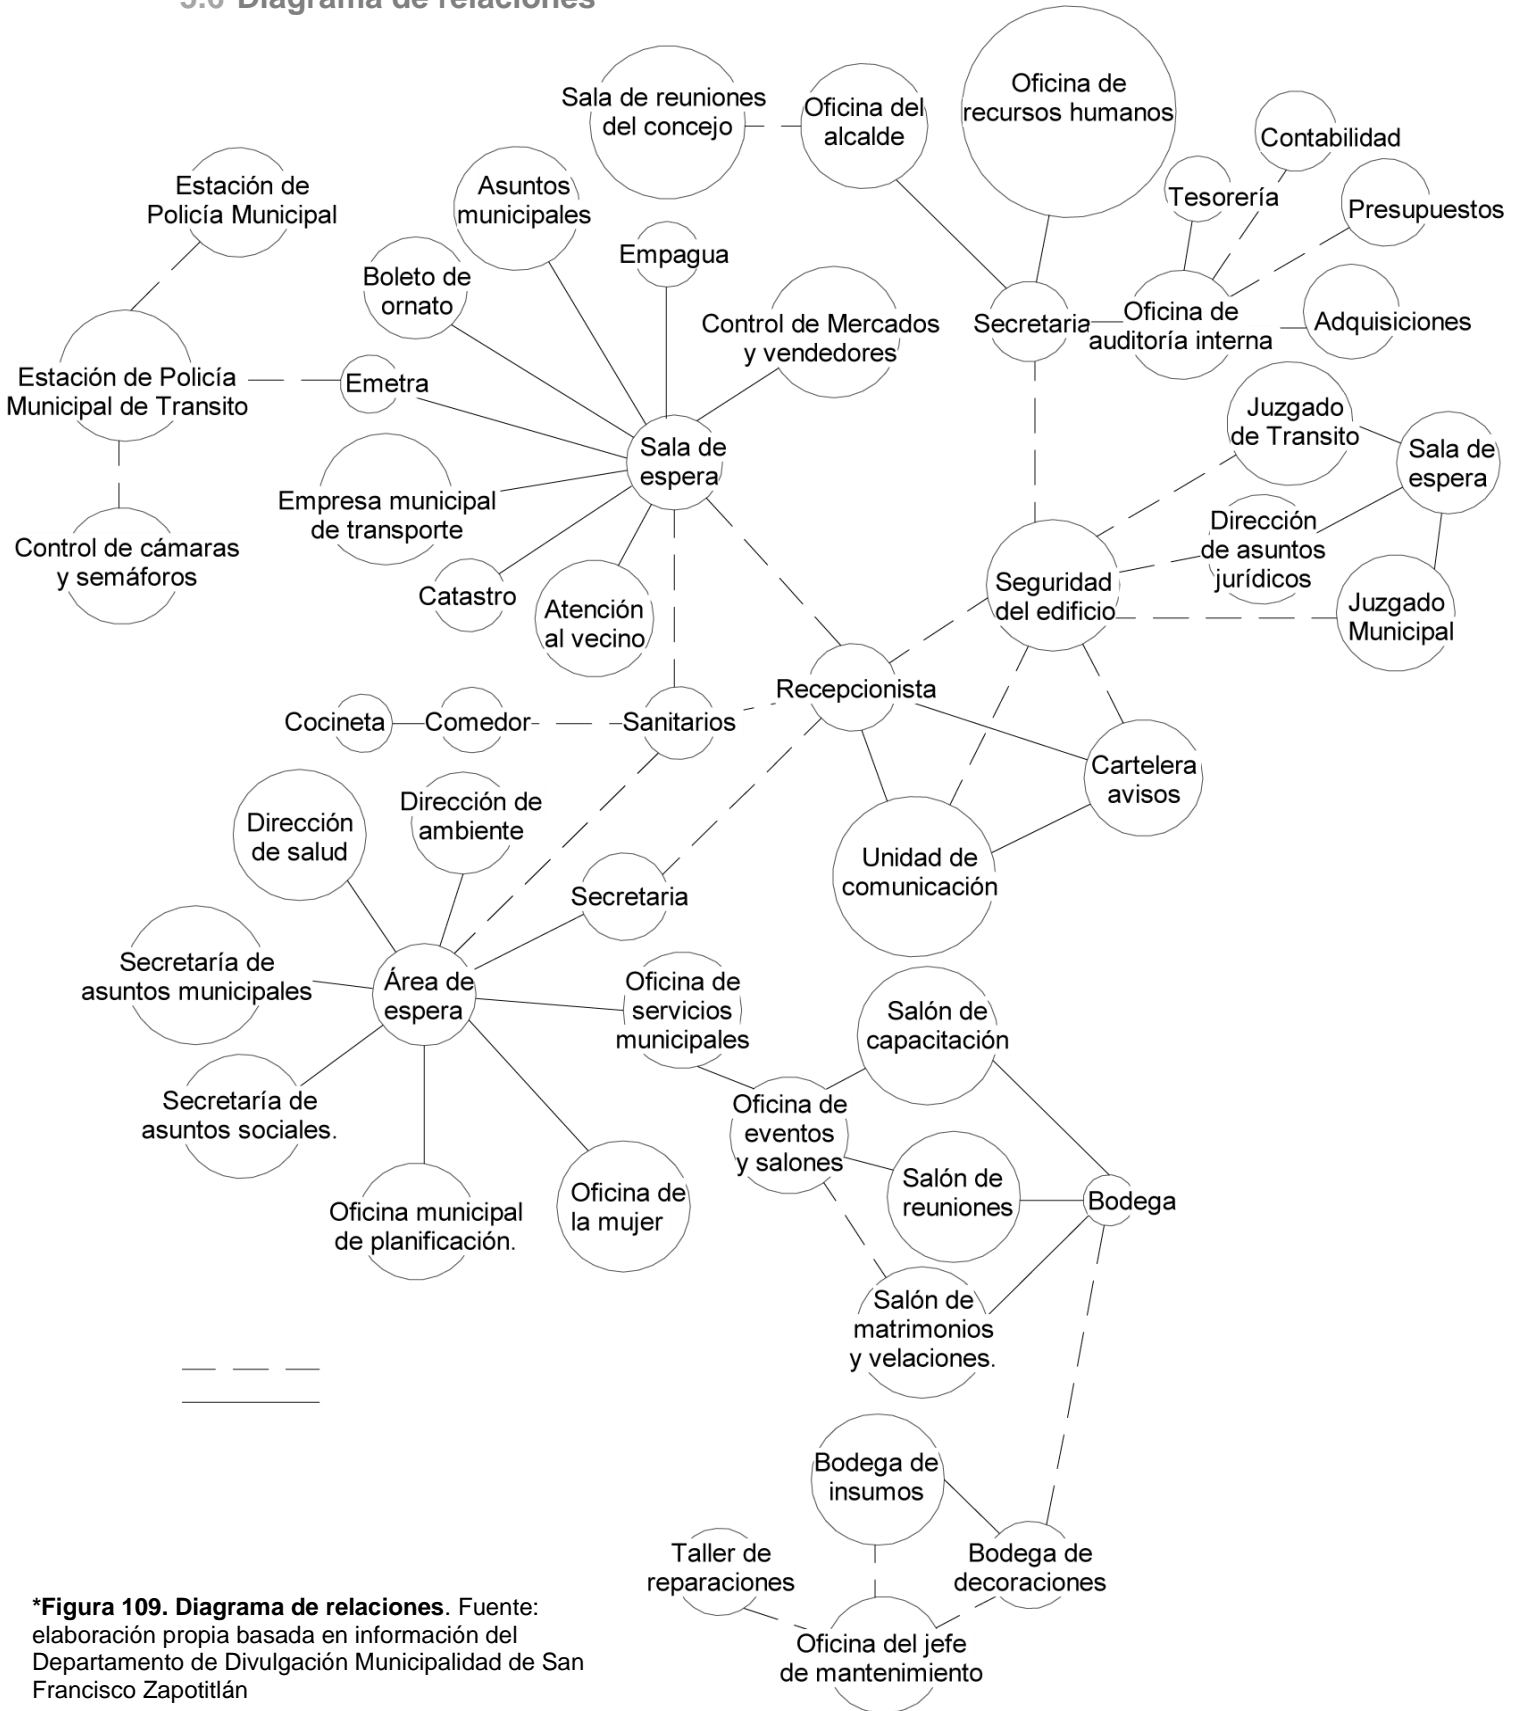 5.6 Diagrama de relaciones
Sala de reuniones
del concejo
Oficina del
alcalde
Oficina de
recursos humanos
Contabilidad
Tesorería
Presupuestos
Estación de
Policía Municipal
Asuntos
municipales
Empagua
Boleto de
ornato
Control de Mercados
y vendedores
Secretaria
Oficina de
auditoría interna
Adquisiciones
Estación de Policía
Municipal de Transito
Emetra
Juzgado
de Transito
Sala de
espera
Sala de
espera
Empresa municipal
de transporte
Dirección
de asuntos
jurídicos
Control de cámaras
y semáforos
Catastro
Atención
al vecino
Seguridad
del edificio
Juzgado
Municipal
Recepcionista
Cocineta
Comedor
Sanitarios
Cartelera
avisos
Dirección
de salud
Dirección de
ambiente
Unidad de
comunicación
Secretaria
Secretaría de
asuntos municipales
Área de
espera
Oficina de
servicios
municipales
Salón de
capacitación
Secretaría de
asuntos sociales.
Oficina de
eventos
y salones
Salón de
reuniones
Bodega
Oficina municipal
de planificación.
Oficina de
la mujer
Salón de
matrimonios
y velaciones.
Bodega de
insumos
Taller de
reparaciones
Bodega de
decoraciones
Oficina del jefe
de mantenimiento
*Figura 109. Diagrama de relaciones. Fuente:
elaboración propia basada en información del
Departamento de Divulgación Municipalidad de San
Francisco Zapotitlán